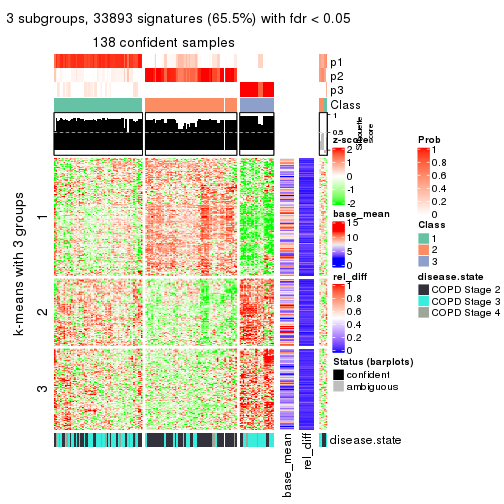 3 subgroups, 33893 signatures (65.5%) with fdr < 0.05
138 confident samples
p1
p2
p3
Class
1
0.5
0
Silhouette
score
k-means with 3 groups
1
2
3
z-score
2
1
0
-1
-2
base_mean
15
10
5
0
rel_diff
1
0.8
0.6
0.4
0.2
0
Status (barplots)
confident
ambiguous
Prob
1
0.8
0.6
0.4
0.2
0
Class
1
2
3
disease.state
COPD Stage 2
COPD Stage 3
COPD Stage 4
disease.state
base_mean
rel_diff